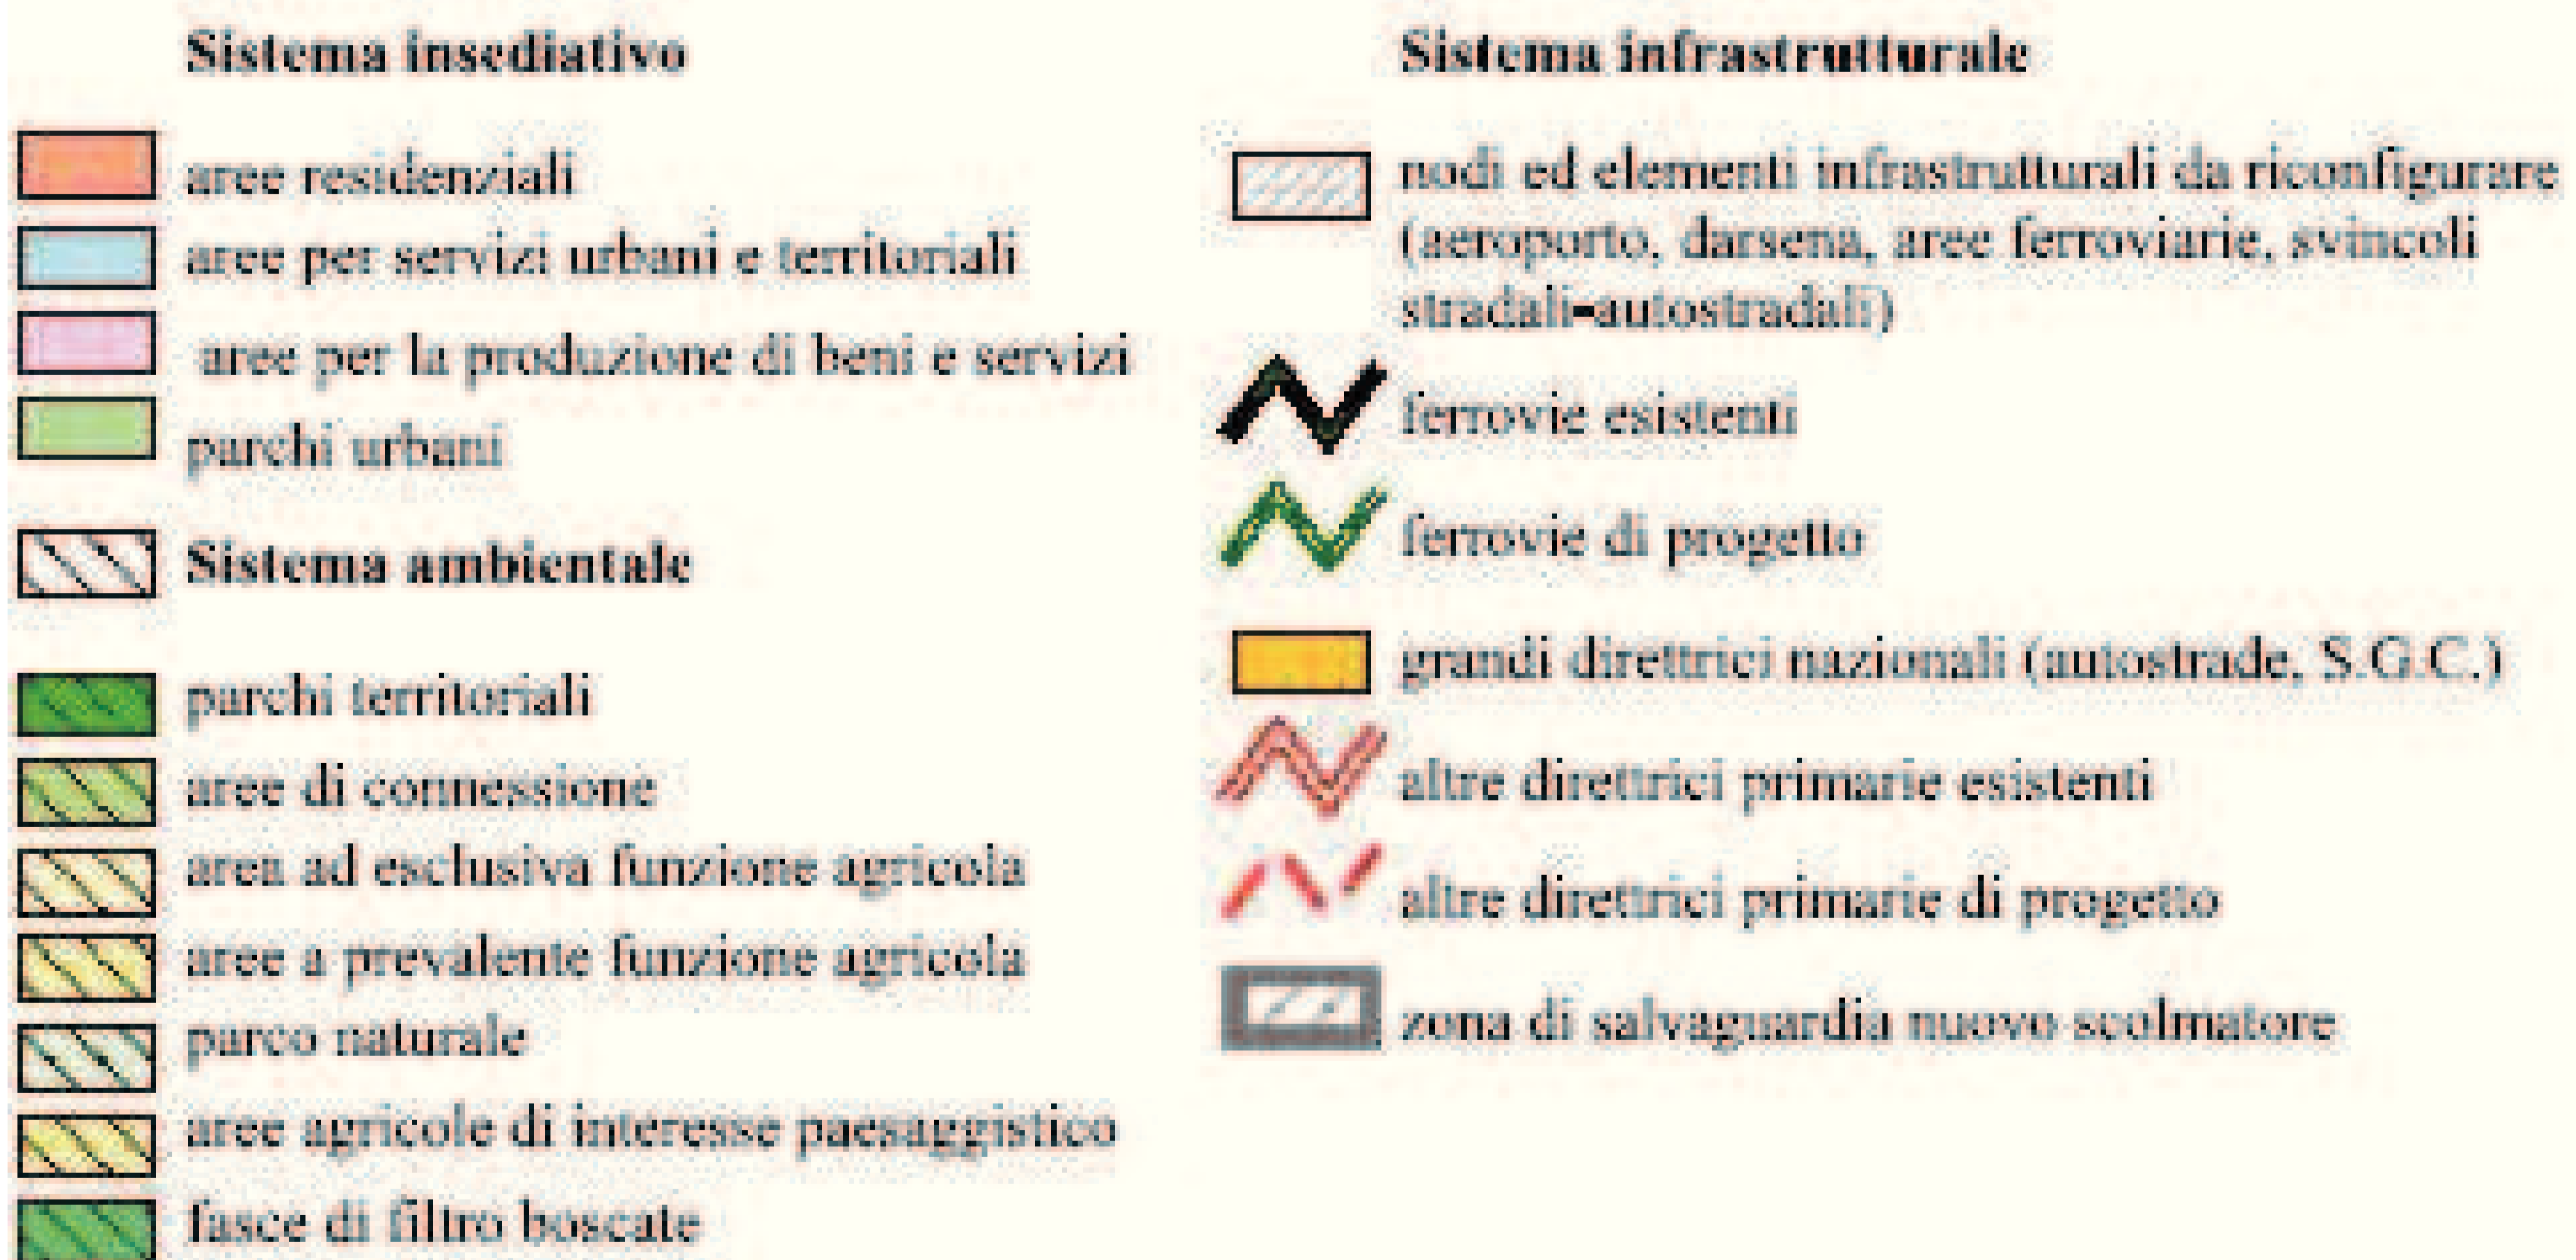 Sistema insediativo
aree residenziali
aree per servizi urbani e territoriali
aree per la produzione di beni e servizi
parchi urbani
Sistema ambientale
parchi territoriali
aree di connessione
area ad esclusiva funzione agricola
aree a prevalente funzione agricola
parco naturale
aree agricole di interesse paesaggistico
fasce di filtro boscate
Sistema infrastrutturale
nodi ed elementi infrastrutturali da riconfigurare
(aeroporto, darsena, aree ferroviarie, svincoli
stradali-autostradali)
ferrovie esistenti
ferrovie di progetto
grandi direttrici nazionali (autostrade, S.G.C.)
altre direttrici primarie esistenti
altre direttrici primarie di progetto
zona di salvaguardia nuovo scolmatore